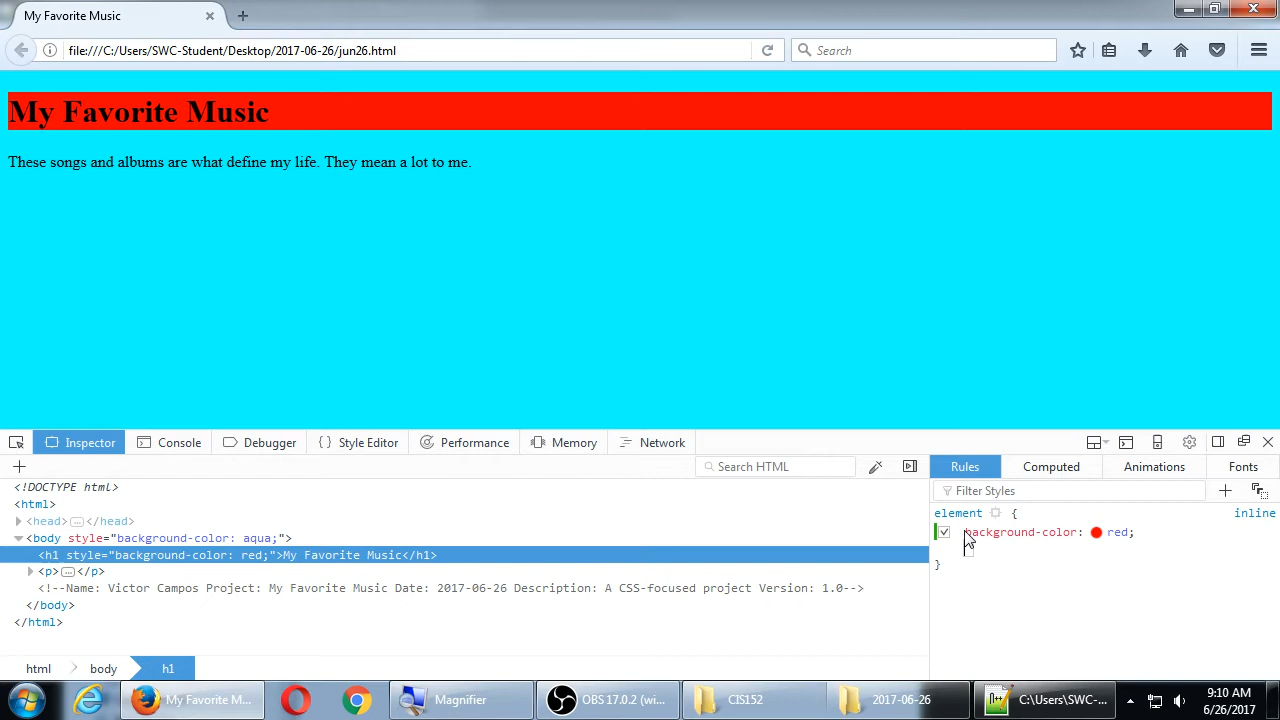 My Favorite Music
file:///C:/Users/SWC-Student/Desktop/2017-06-26/jun26.html
Search
My Favorite Music
These songs and albums are what define my life. They mean a lot to me.
Inspector
Console
Debugger
{} Style Editor
Performance
Memory
Network
Search HTML
Rules
Computed
Animations
Fonts
Filter Styles
<!DOCTYPE html>
<html>
<head>…</head>
<body style="background-color: aqua;">
<h1 style="background-color: red;">My Favorite Music</h1>
<p>…</p>
<!--Name: Victor Campos Project: My Favorite Music Date: 2017-06-26 Description: A CSS-focused project Version: 1.0-->
</body>
</html>
element { inline
background-color: red;
}
html
body
h1
My Favorite M...
Magnifier
OBS 17.0.2 (wi...
CIS152
2017-06-26
C:\Users\SWC-...
9:10 AM
6/26/2017